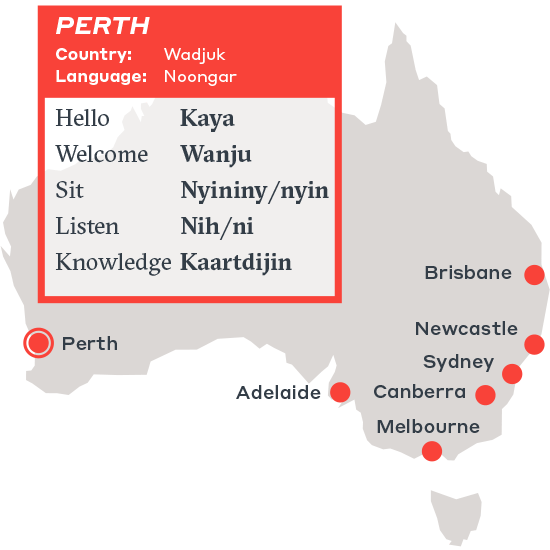 PERTH
Country: Wadjuk
Language: Noongar
Hello Kaya
Welcome Wanju
Sit Nyininy/nyin
Listen Nih/ni
Knowledge Kaartdijin
Brisbane
Newcastle
Perth
Sydney
Adelaide
Canberra
Melbourne